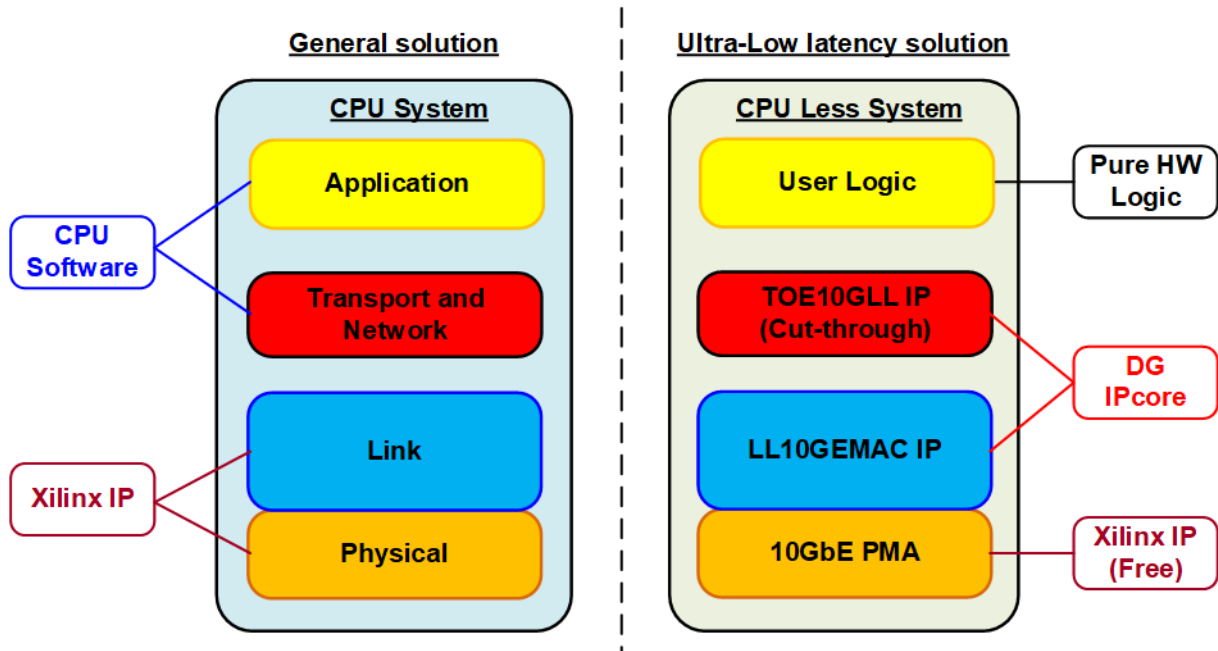 General solution
CPU System
Application
CPU
Software
Transport and
Network
Link
Xilinx IP
Physical
Ultra-Low latency solution
CPU Less System
User Logic
Pure HW
Logic
TOE10GLL IP
(Cut-through)
DG
IPcore
LL10GEMAC IP
10GbE PMA
Xilinx IP
(Free)